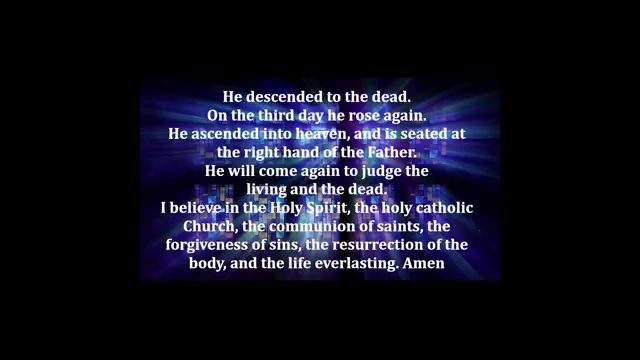 He descended to the dead.
On the third day he rose again.
He ascended into heaven, and is seated at
the right hand of the Father.
He will come again to judge the
living and the dead.
I believe in the Holy Spirit, the holy catholic
Church, the communion of saints, the
forgiveness of sins, the resurrection of the
body, and the life everlasting. Amen